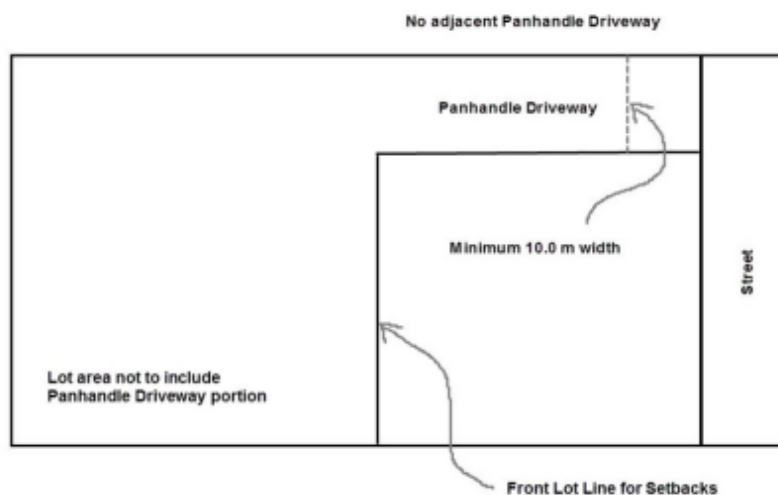 No adjacent Panhandle Driveway
Panhandle Driveway
Minimum 10.0 m width
Street
Lot area not to include
Panhandle Driveway portion
Front Lot Line for Setbacks